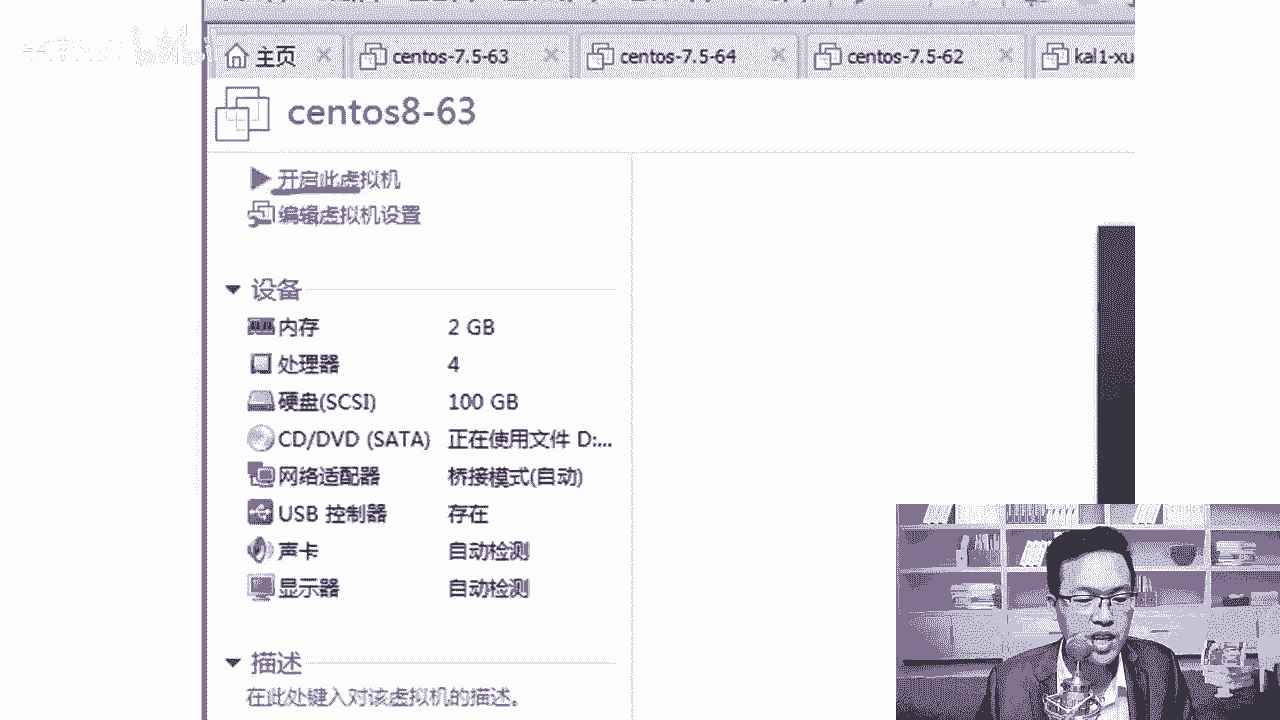 主页
centos-7.5-63
centos-7.5-64
centos-7.5-62
kal1-xu
centos8-63
开启此虚拟机
编辑虚拟机设置
设备
内存 2 GB
处理器 4
硬盘(SCSI) 100 GB
CD/DVD (SATA) 正在使用文件 D:...
网络适配器 桥接模式(自动)
USB 控制器 存在
声卡 自动检测
显示器 自动检测
描述
在此处键入对该虚拟机的描述。